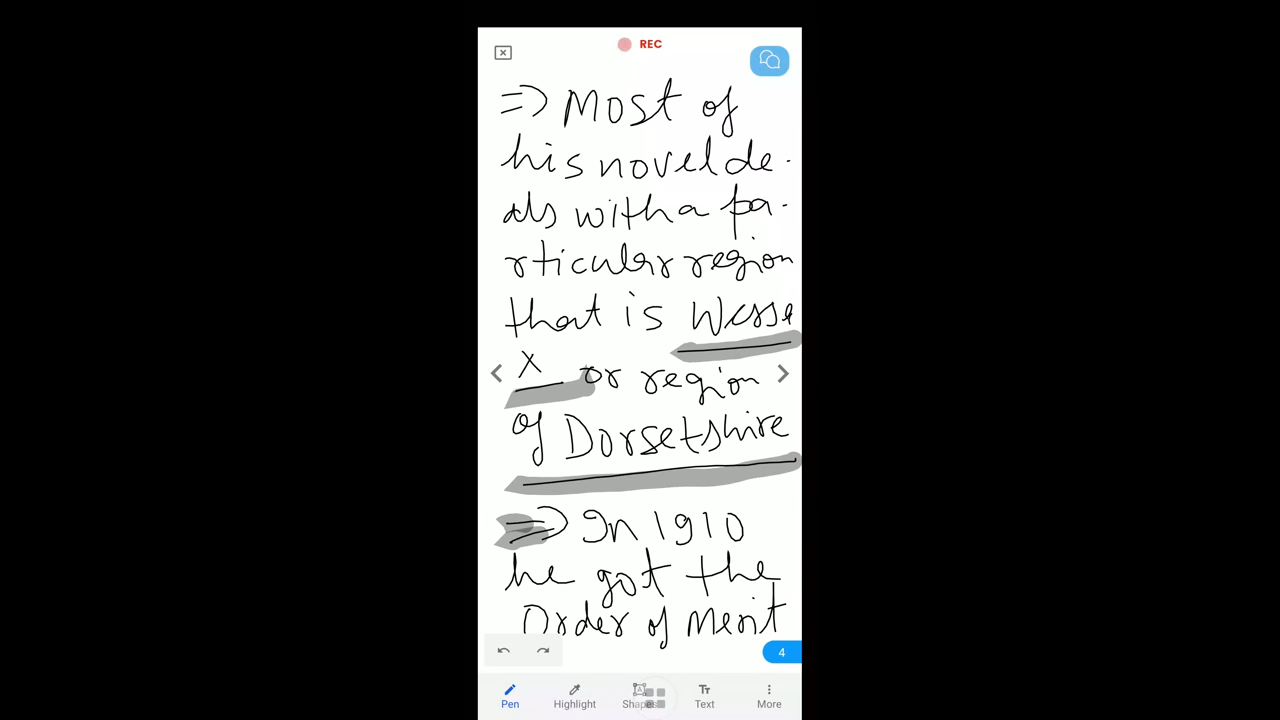 REC
⇒ Most of
his novel de-
als with a pa-
rticular region
that is Wesse
x or region
of Dorsetshire
⇒ In 1910
he got the
Order of Merit
4
Pen Highlight Shapes Text More